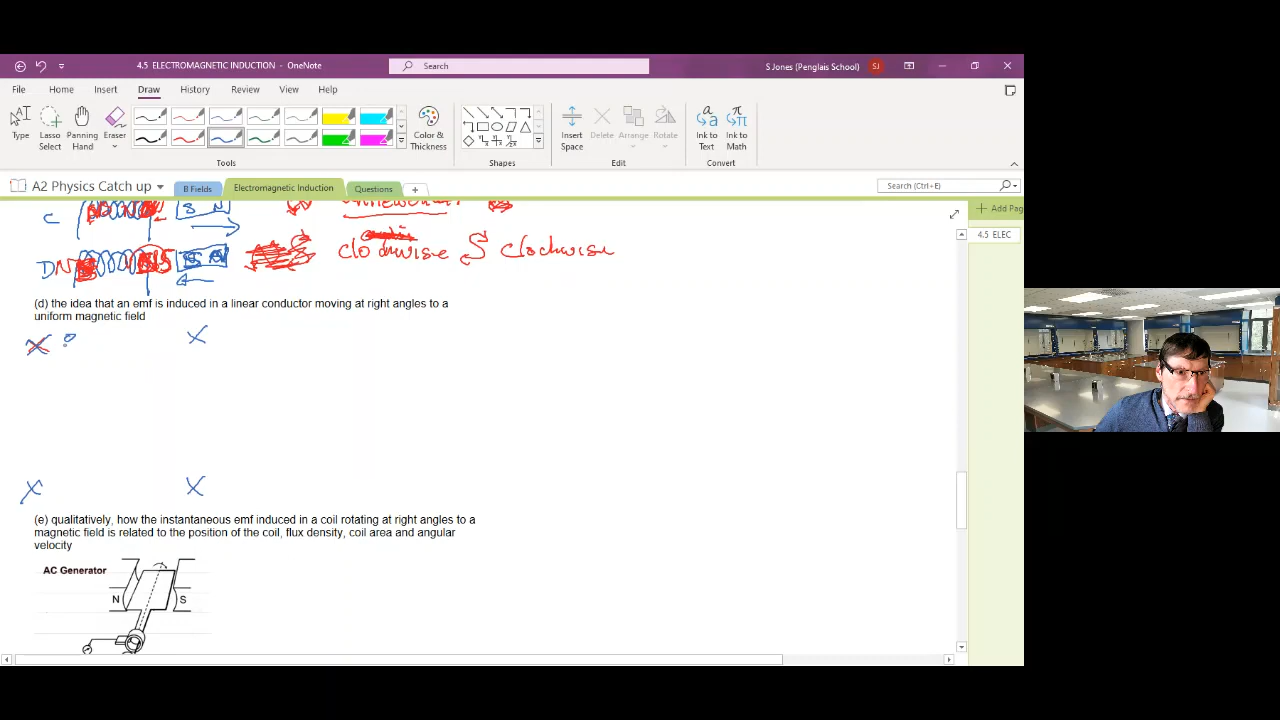 4.5 ELECTROMAGNETIC INDUCTION - OneNote
Search
S Jones (Penglais School)
SJ
File Home Insert Draw History Review View Help
Type
Lasso Select
Panning Hand
Eraser
Color & Thickness
Insert Space
Delete
Arrange
Rotate
Ink to Text
Ink to Math
Tools
Shapes
Edit
Convert
A2 Physics Catch up
B Fields
Electromagnetic Induction
Questions
Search (Ctrl+E)
Add Pag
4.5 ELEC
C S N
D N S S N clockwise S clockwise
(d) the idea that an emf is induced in a linear conductor moving at right angles to a
uniform magnetic field
X X
X X
(e) qualitatively, how the instantaneous emf induced in a coil rotating at right angles to a
magnetic field is related to the position of the coil, flux density, coil area and angular
velocity
AC Generator
N S